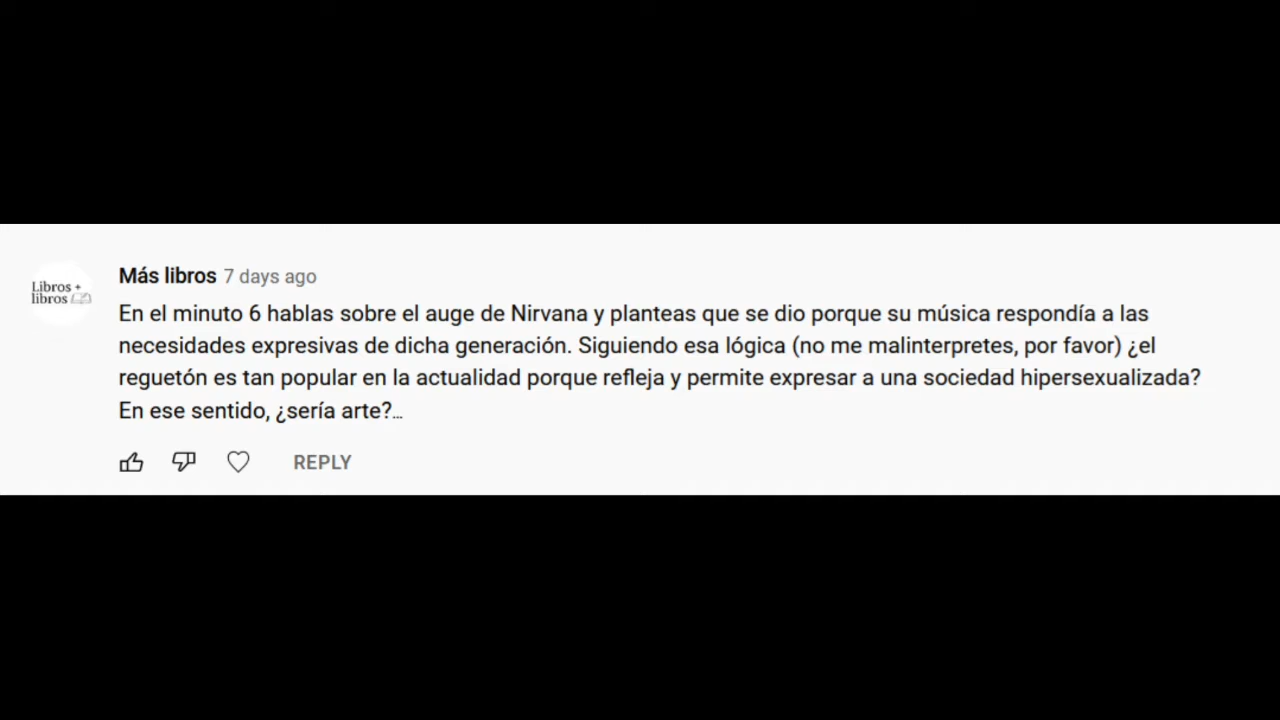 Libros +
libros
Más libros 7 days ago
En el minuto 6 hablas sobre el auge de Nirvana y planteas que se dio porque su música respondía a las
necesidades expresivas de dicha generación. Siguiendo esa lógica (no me malinterpretes, por favor) ¿el
reguetón es tan popular en la actualidad porque refleja y permite expresar a una sociedad hipersexualizada?
En ese sentido, ¿sería arte?...
REPLY